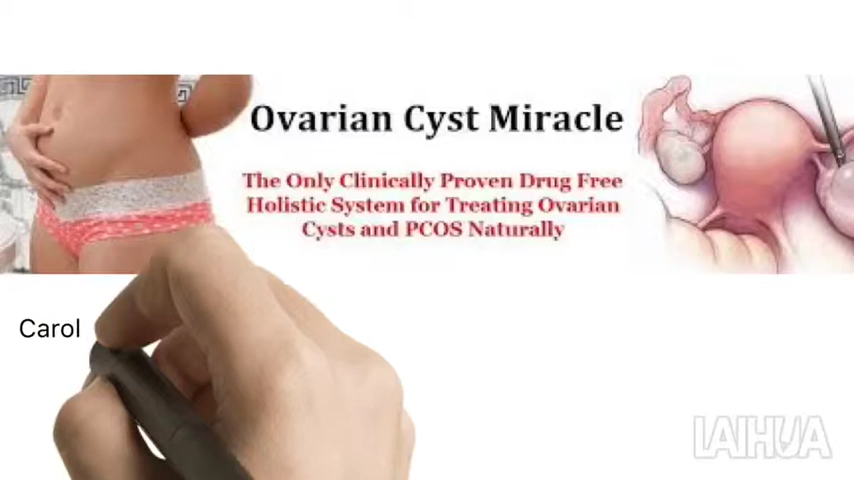 Ovarian Cyst Miracle
The Only Clinically Proven Drug Free
Holistic System for Treating Ovarian
Cysts and PCOS Naturally
Carol
LAIHUA